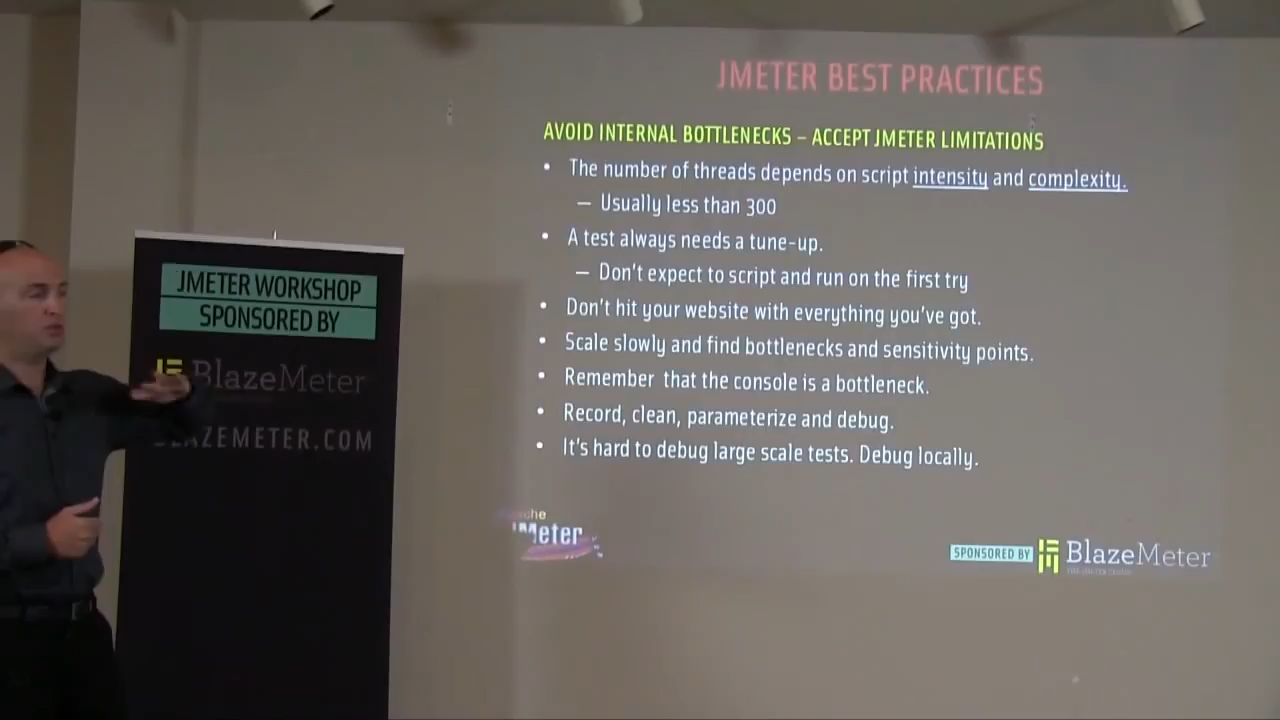 JMETER BEST PRACTICES
AVOID INTERNAL BOTTLENECKS – ACCEPT JMETER LIMITATIONS
• The number of threads depends on script intensity and complexity.
– Usually less than 300
• A test always needs a tune-up.
– Don't expect to script and run on the first try
• Don't hit your website with everything you've got.
• Scale slowly and find bottlenecks and sensitivity points.
• Remember that the console is a bottleneck.
• Record, clean, parameterize and debug.
• It's hard to debug large scale tests. Debug locally.
Meter
SPONSORED BY BlazeMeter
JMETER WORKSHOP
SPONSORED BY
BlazeMeter
BLAZEMETER.COM